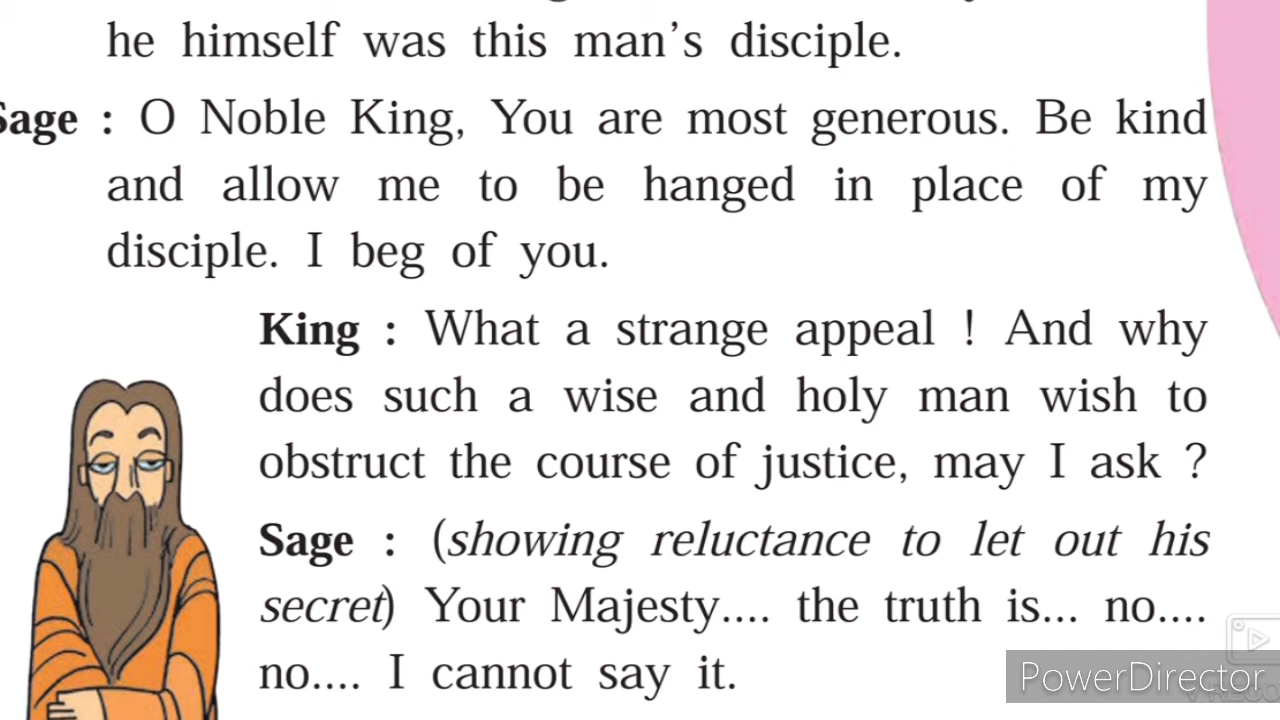 he himself was this man's disciple.
Sage : O Noble King, You are most generous. Be kind
and allow me to be hanged in place of my
disciple. I beg of you.
King : What a strange appeal ! And why
does such a wise and holy man wish to
obstruct the course of justice, may I ask ?
Sage : (showing reluctance to let out his
secret) Your Majesty.... the truth is... no....
no.... I cannot say it.
PowerDirector